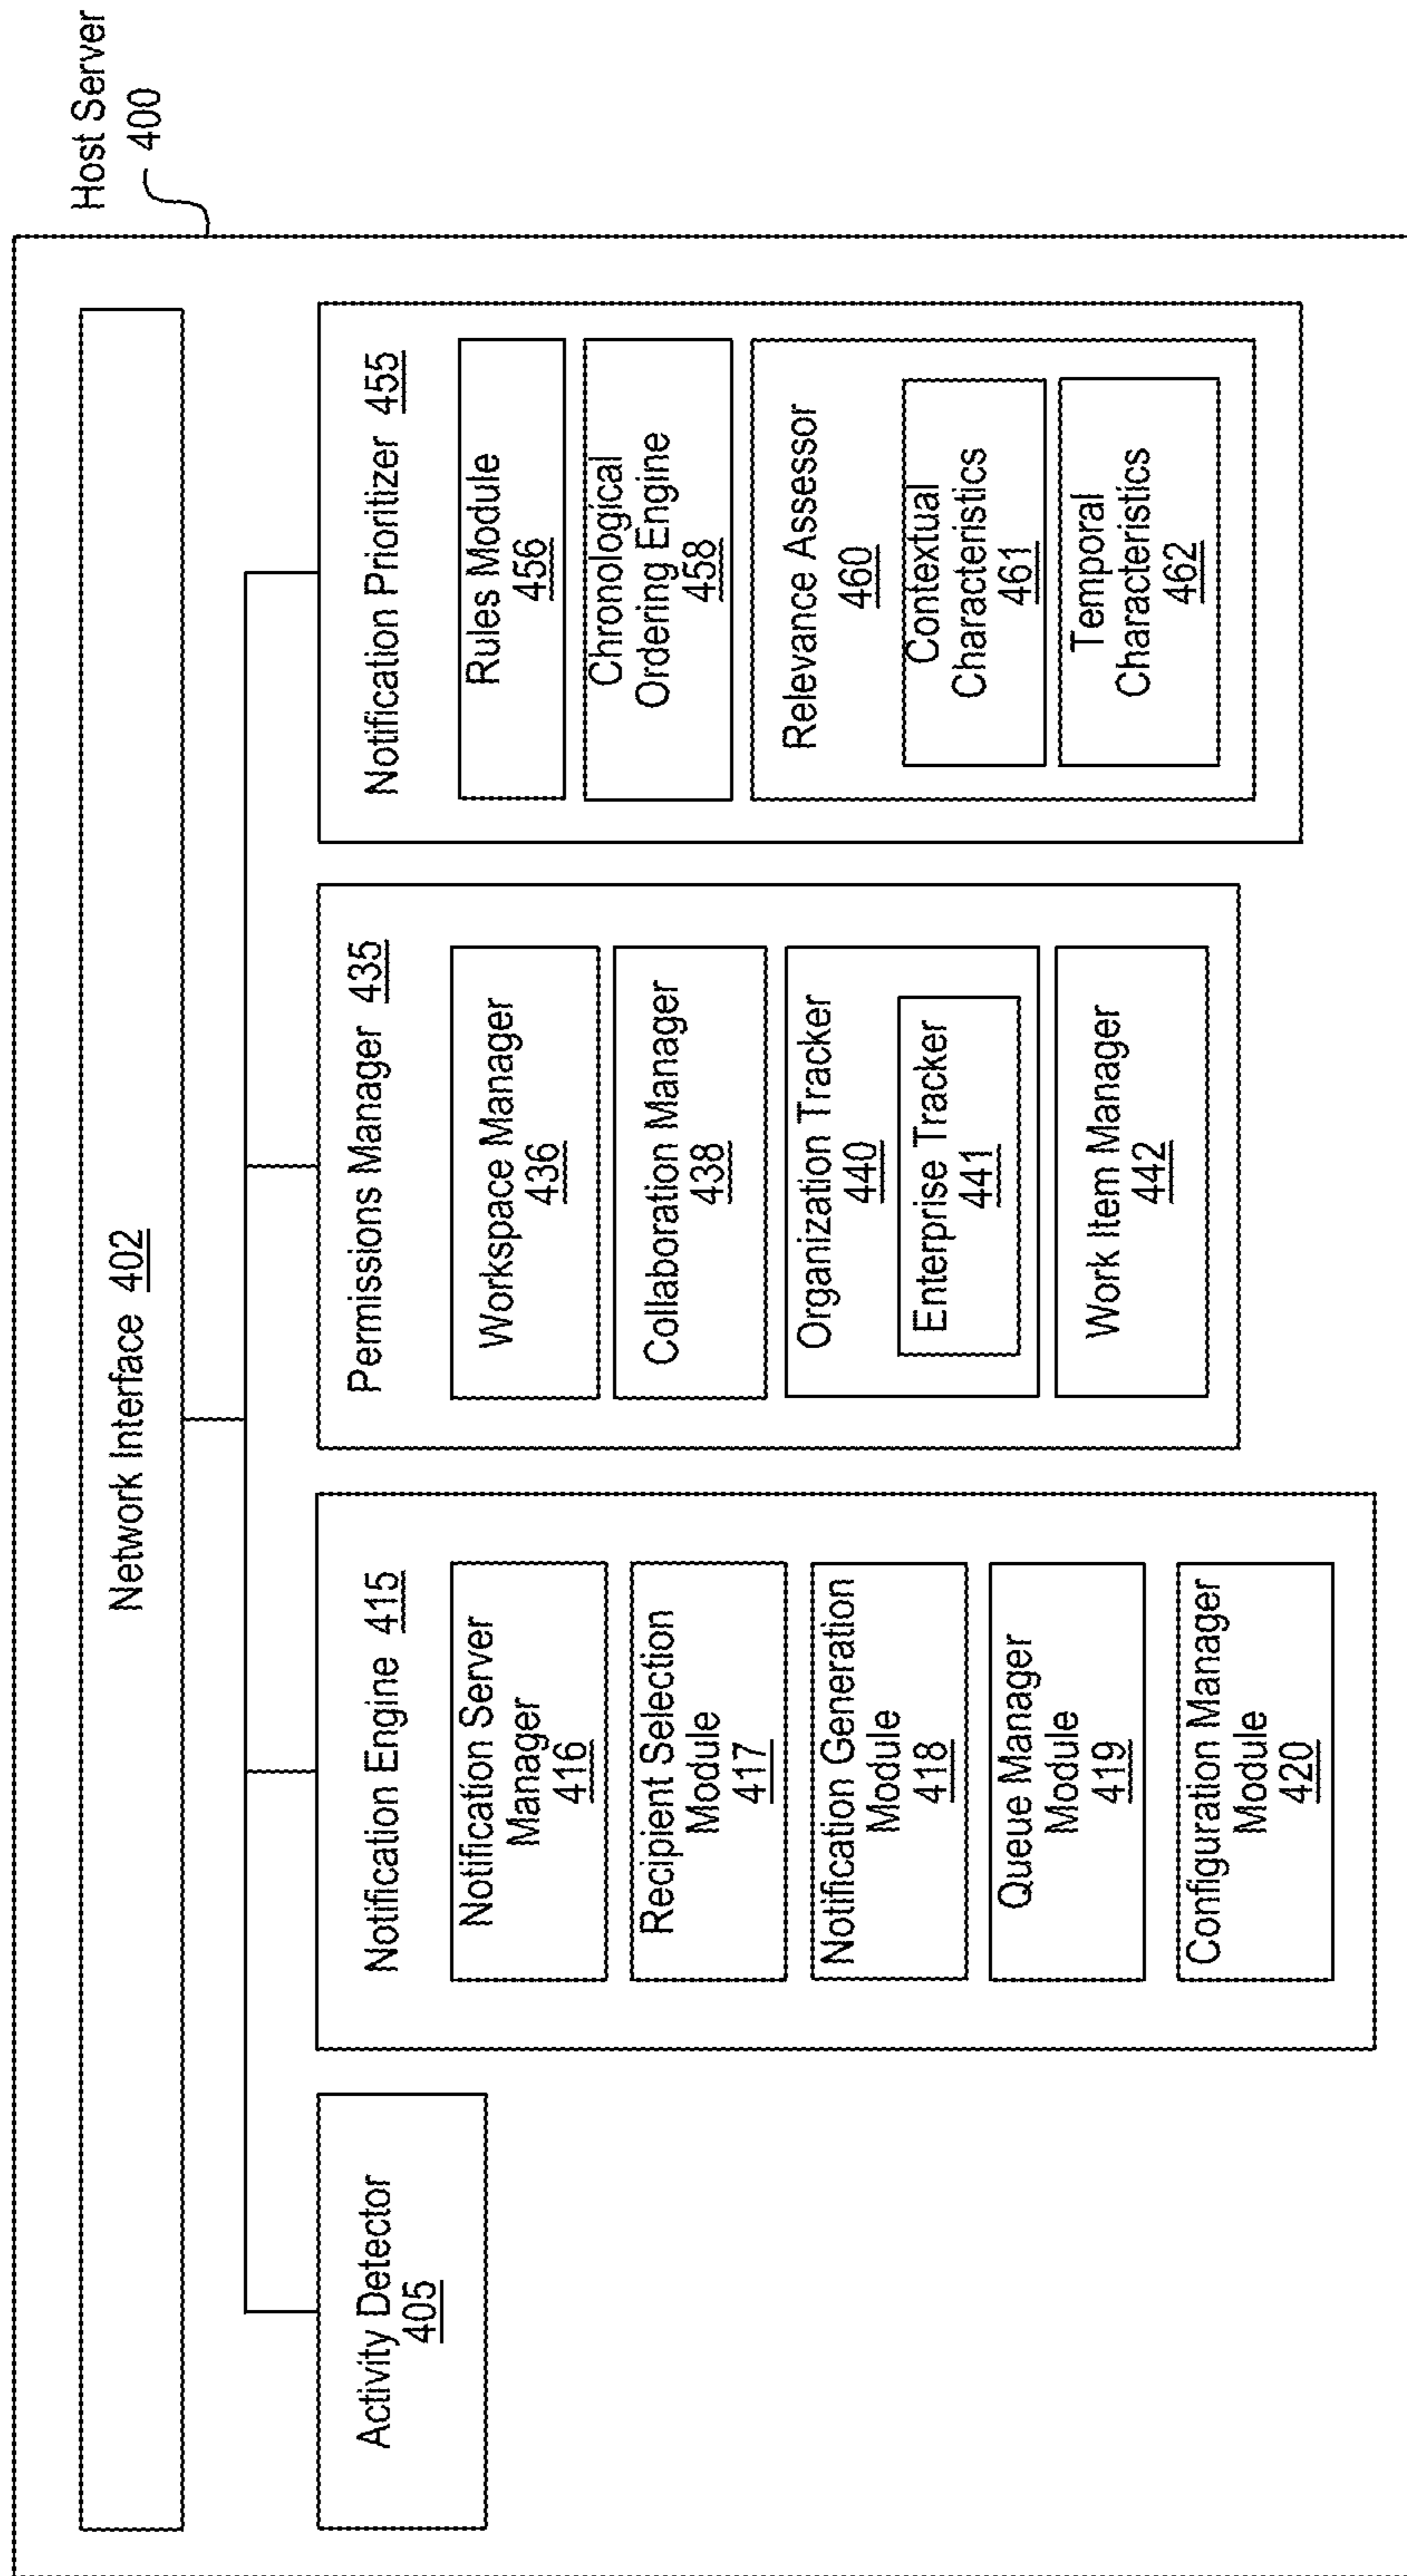 Host Server
400
Network Interface 402
Activity Detector
405
Notification Engine 415
Notification Server
Manager
416
Recipient Selection
Module
417
Notification Generation
Module
418
Queue Manager
Module
419
Configuration Manager
Module
420
Permissions Manager 435
Workspace Manager
436
Collaboration Manager
438
Organization Tracker
440
Enterprise Tracker
441
Work Item Manager
442
Notification Prioritizer 455
Rules Module
456
Chronological
Ordering Engine
458
Relevance Assessor
460
Contextual
Characteristics
461
Temporal
Characteristics
462